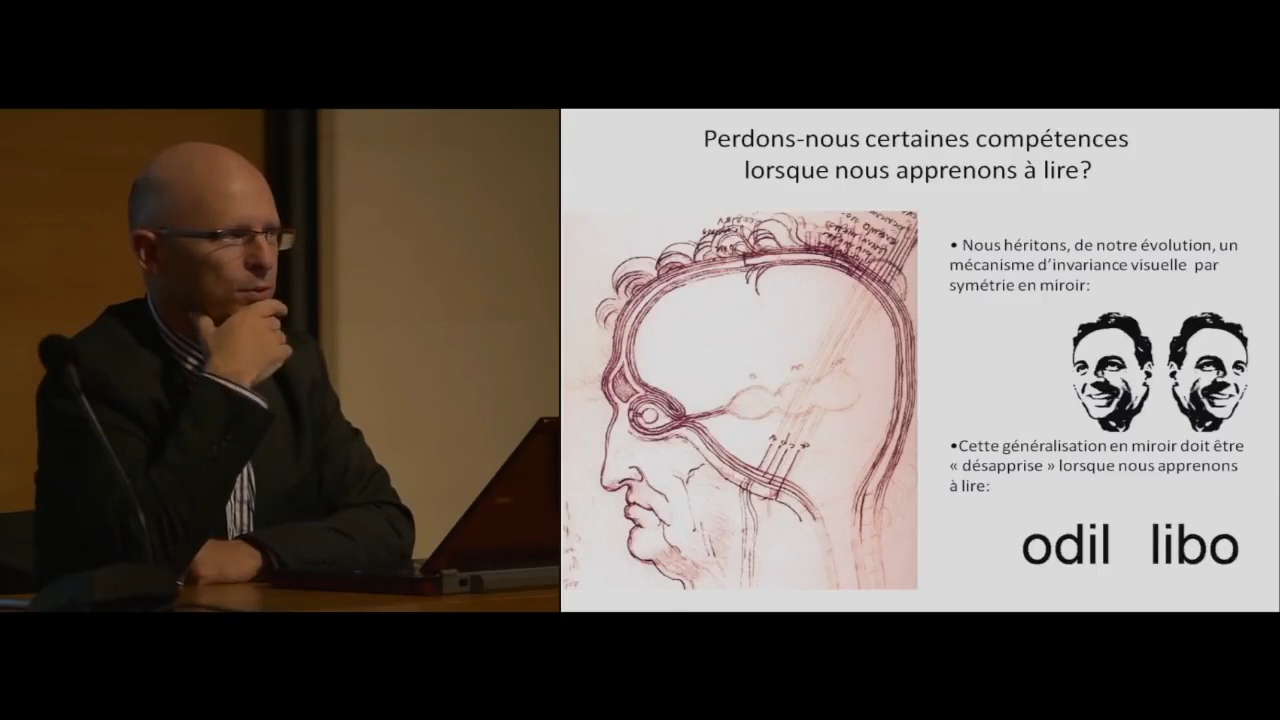 Perdons-nous certaines compétences
lorsque nous apprenons à lire?
• Nous héritons, de notre évolution, un
mécanisme d’invariance visuelle par
symétrie en miroir:
•Cette généralisation en miroir doit être
« désapprise » lorsque nous apprenons
à lire:
odil libo